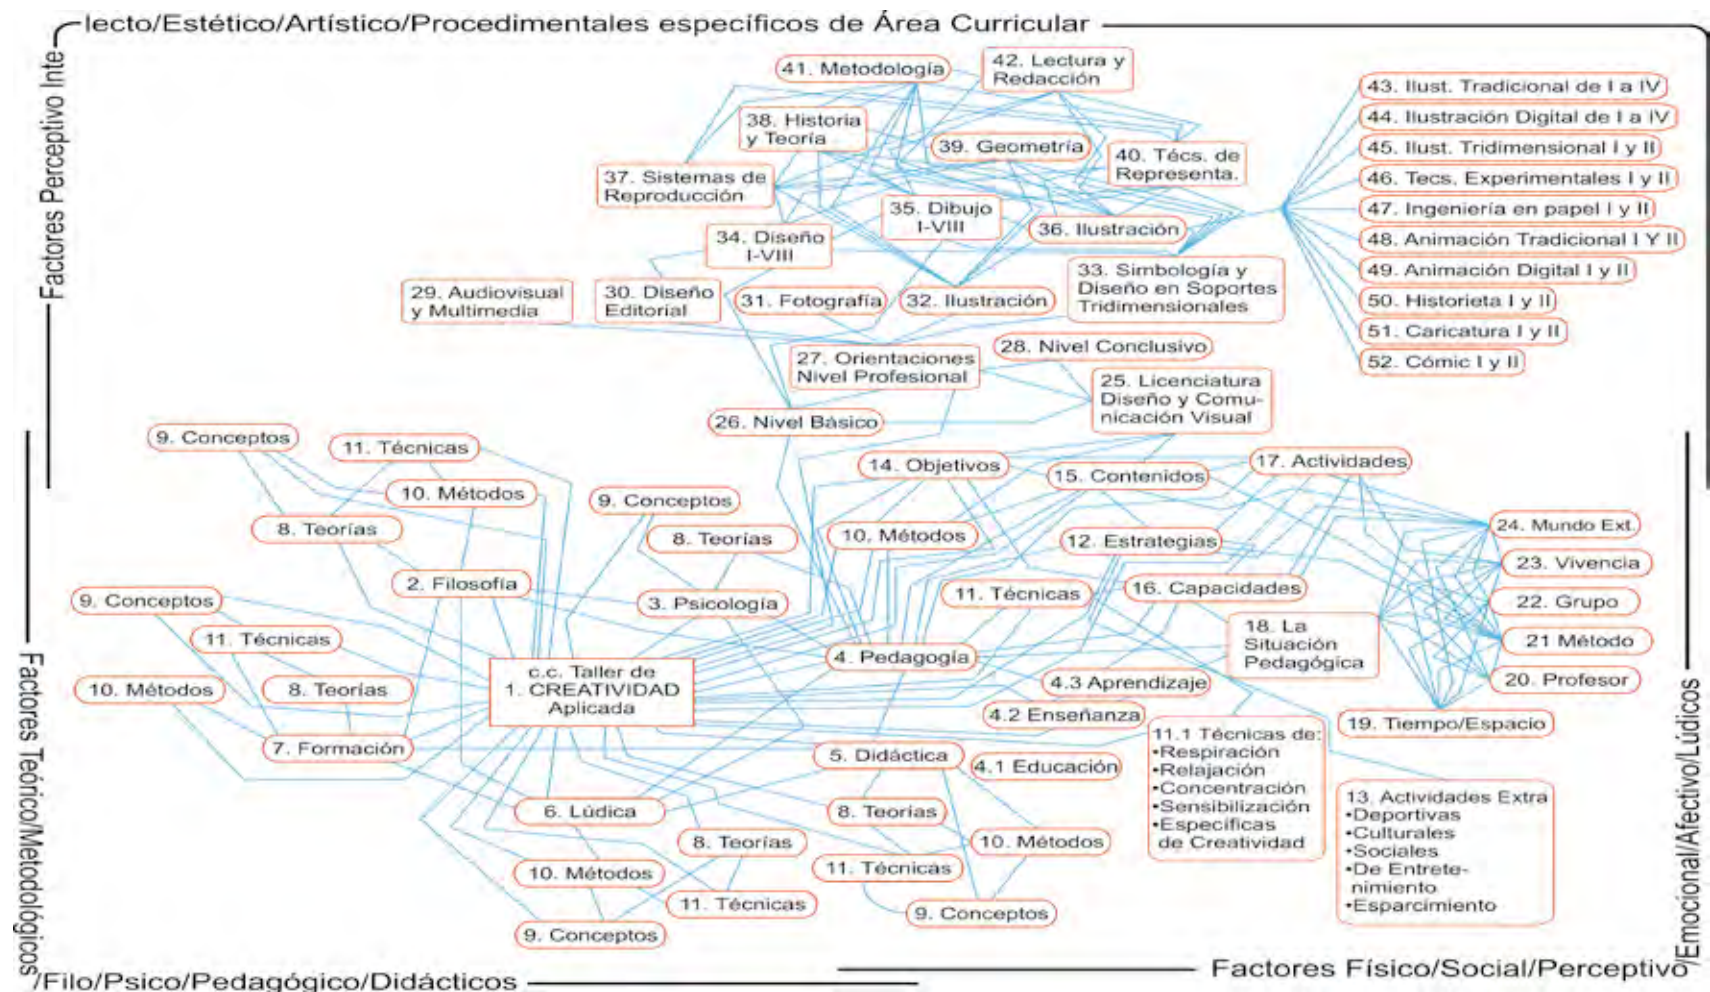 lecto/Estético/Artístico/Procedimentales específicos de Área Curricular
Factores Perceptivo Inte
41. Metodología
42. Lectura y
Redacción
38. Historia
y Teoría
39. Geometría
40. Técs. de
Representa.
37. Sistemas de
Reproducción
35. Dibujo
I-VIII
36. Ilustración
34. Diseño
I-VIII
43. Ilust. Tradicional de I a IV
44. Ilustración Digital de I a IV
45. Ilust. Tridimensional I y II
46. Tecs. Experimentales I y II
47. Ingeniería en papel I y II
48. Animación Tradicional I Y II
49. Animación Digital I y II
50. Historieta I y II
51. Caricatura I y II
52. Cómic I y II
29. Audiovisual
y Multimedia
30. Diseño
Editorial
31. Fotografía
32. Ilustración
33. Simbología y
Diseño en Soportes
Tridimensionales
27. Orientaciones
Nivel Profesional
28. Nivel Conclusivo
25. Licenciatura
Diseño y Comu-
nicación Visual
26. Nivel Básico
9. Conceptos
11. Técnicas
10. Métodos
8. Teorías
2. Filosofía
9. Conceptos
8. Teorías
3. Psicología
14. Objetivos
15. Contenidos
17. Actividades
10. Métodos
12. Estrategias
11. Técnicas
16. Capacidades
18. La
Situación
Pedagógica
24. Mundo Ext.
23. Vivencia
22. Grupo
21 Método
20. Profesor
19. Tiempo/Espacio
9. Conceptos
11. Técnicas
10. Métodos
8. Teorías
7. Formación
c.c. Taller de
1. CREATIVIDAD
Aplicada
4. Pedagogía
4.3 Aprendizaje
4.2 Enseñanza
4.1 Educación
5. Didáctica
6. Lúdica
8. Teorías
10. Métodos
11. Técnicas
9. Conceptos
8. Teorías
10. Métodos
11. Técnicas
9. Conceptos
11.1 Técnicas de:
•Respiración
•Relajación
•Concentración
•Sensibilización
•Específicas
de Creatividad
13. Actividades Extra
•Deportivas
•Culturales
•Sociales
•De Entrete-
nimiento
•Esparcimiento
Factores Teórico/Metodológicos
/Filo/Psico/Pedagógico/Didácticos
Factores Físico/Social/Perceptivo
/Emocional/Afectivo/Lúdicos